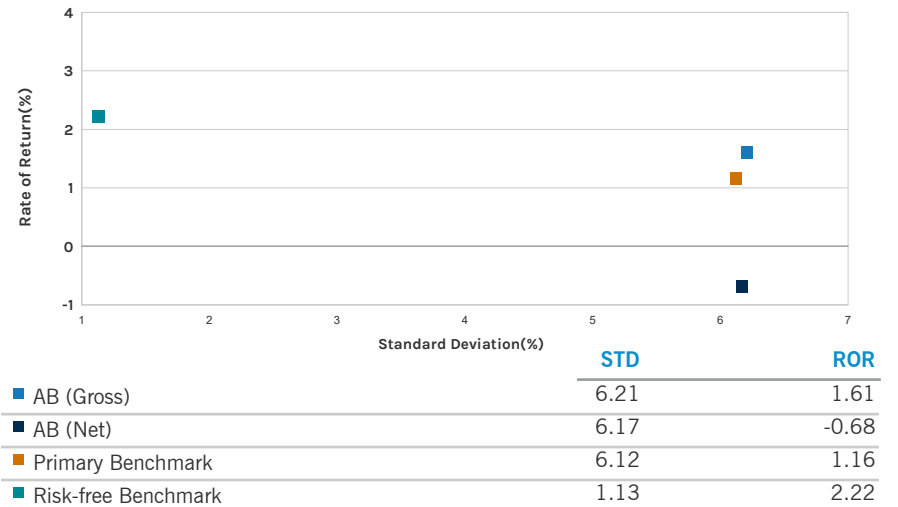 4
3
2
1
0
-1
Rate of Return(%)
1 2 3 4 5 6 7
Standard Deviation(%)
STD ROR
AB (Gross) 6.21 1.61
AB (Net) 6.17 -0.68
Primary Benchmark 6.12 1.16
Risk-free Benchmark 1.13 2.22